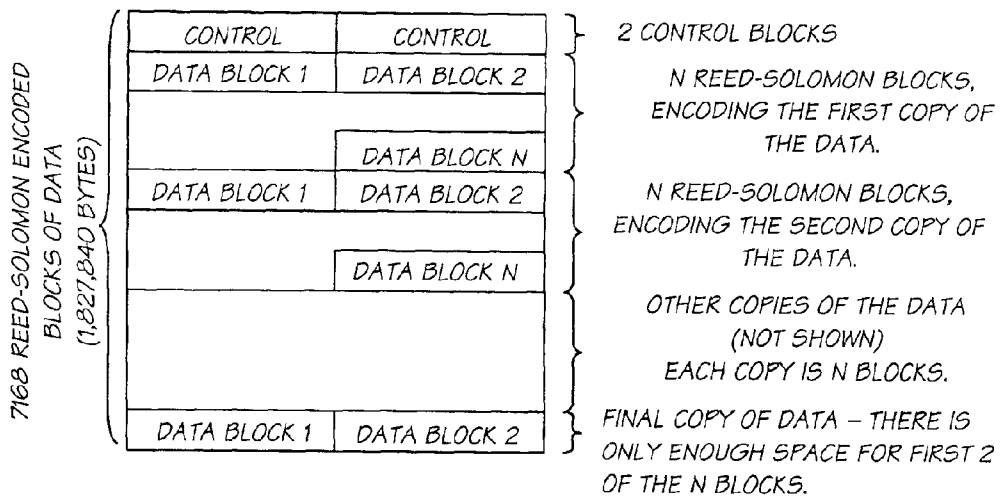 7168 REED-SOLOMON ENCODED
BLOCKS OF DATA
(1,827,840 BYTES)
CONTROL CONTROL
2 CONTROL BLOCKS
DATA BLOCK 1 DATA BLOCK 2
N REED-SOLOMON BLOCKS,
ENCODING THE FIRST COPY OF
THE DATA.
DATA BLOCK N
DATA BLOCK 1 DATA BLOCK 2
N REED-SOLOMON BLOCKS,
ENCODING THE SECOND COPY OF
THE DATA.
DATA BLOCK N
OTHER COPIES OF THE DATA
(NOT SHOWN)
EACH COPY IS N BLOCKS.
DATA BLOCK 1 DATA BLOCK 2
FINAL COPY OF DATA – THERE IS
ONLY ENOUGH SPACE FOR FIRST 2
OF THE N BLOCKS.